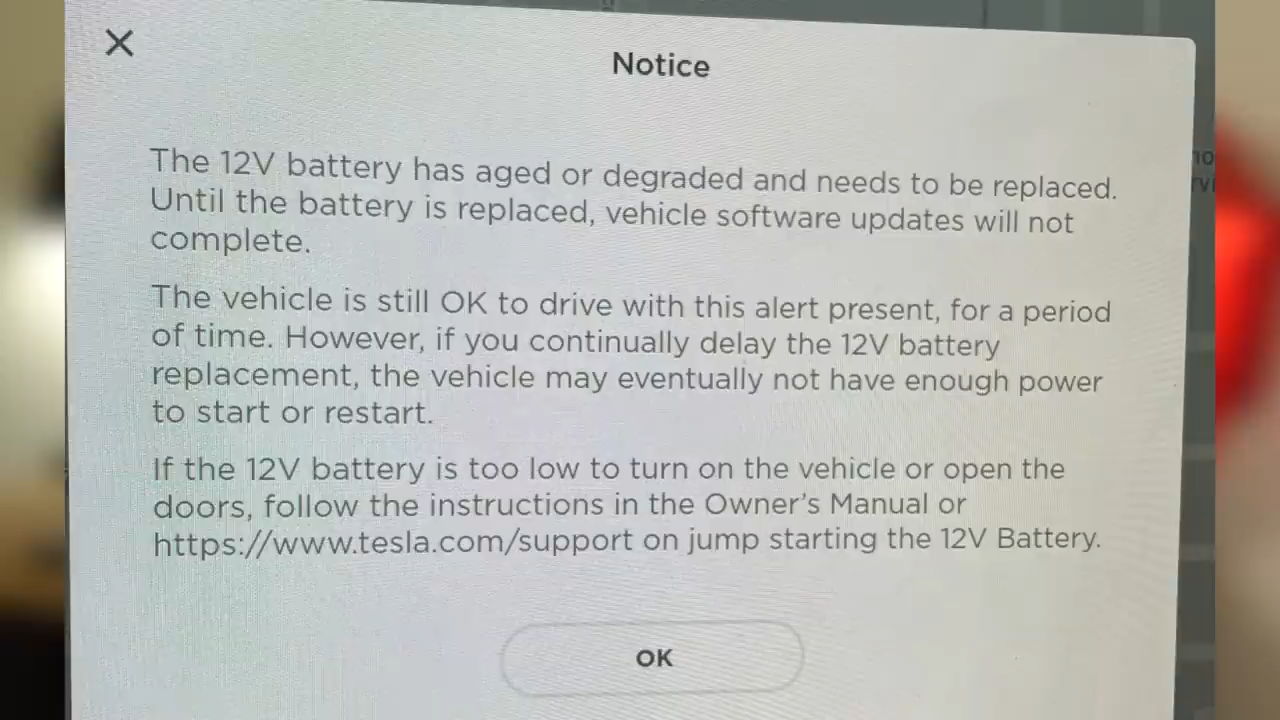 Notice
The 12V battery has aged or degraded and needs to be replaced.
Until the battery is replaced, vehicle software updates will not
complete.
The vehicle is still OK to drive with this alert present, for a period
of time. However, if you continually delay the 12V battery
replacement, the vehicle may eventually not have enough power
to start or restart.
If the 12V battery is too low to turn on the vehicle or open the
doors, follow the instructions in the Owner's Manual or
https://www.tesla.com/support on jump starting the 12V Battery.
OK